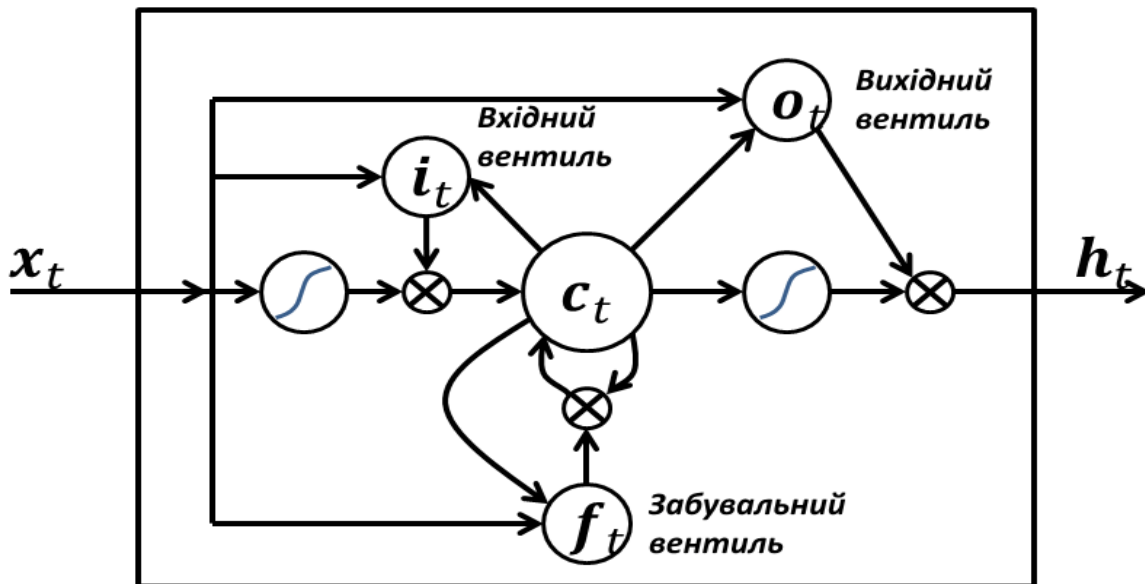 Вихідний
вентиль
o_t
Вхідний
вентиль
i_t
x_t
c_t
h_t
Забувальний
вентиль
f_t